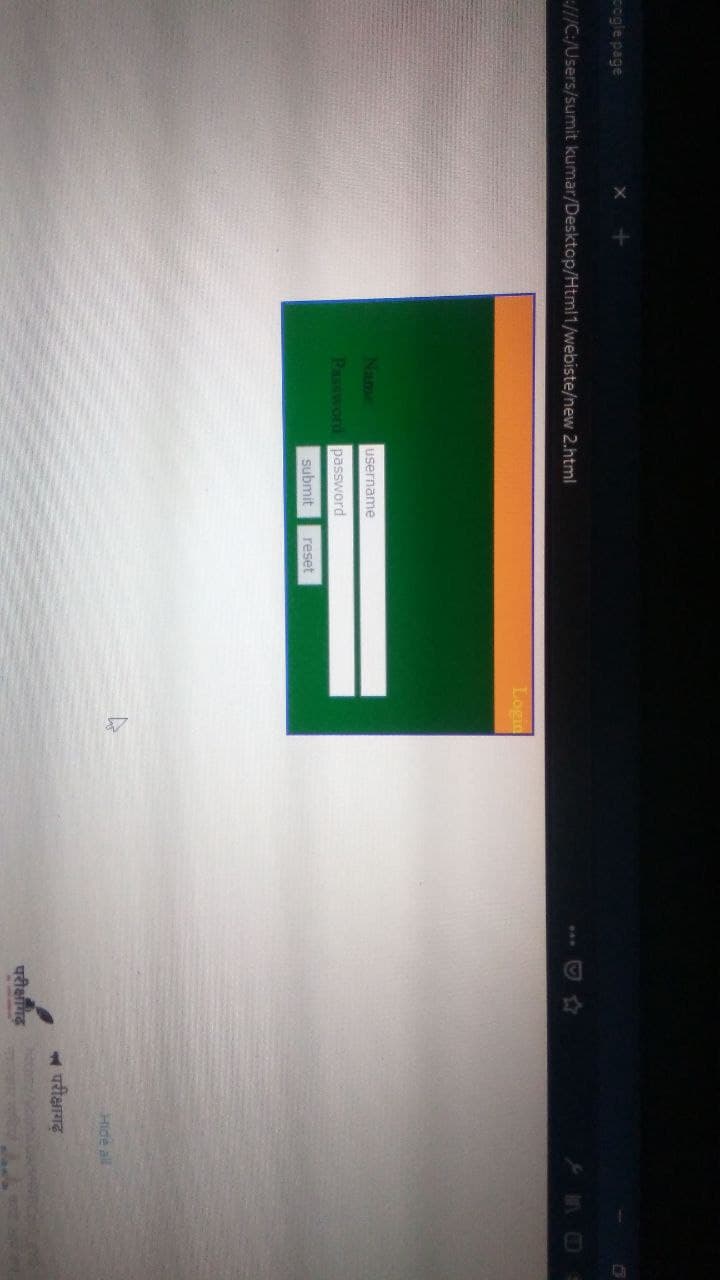 oogle page
:///C:/Users/sumit kumar/Desktop/Html1/webiste/new 2.html
Login
Name username
Password password
submit reset
Hide all
परीक्षागढ़
परीक्षागढ़